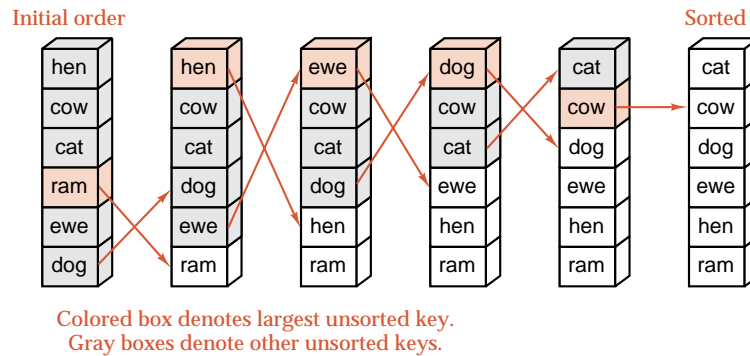 Initial order
Sorted
hen hen ewe dog cat cat
cow cow cow cow cow cow
cat cat cat cat dog dog
ram dog dog ewe ewe ewe
ewe ewe hen hen hen hen
dog ram ram ram ram ram
Colored box denotes largest unsorted key.
Gray boxes denote other unsorted keys.